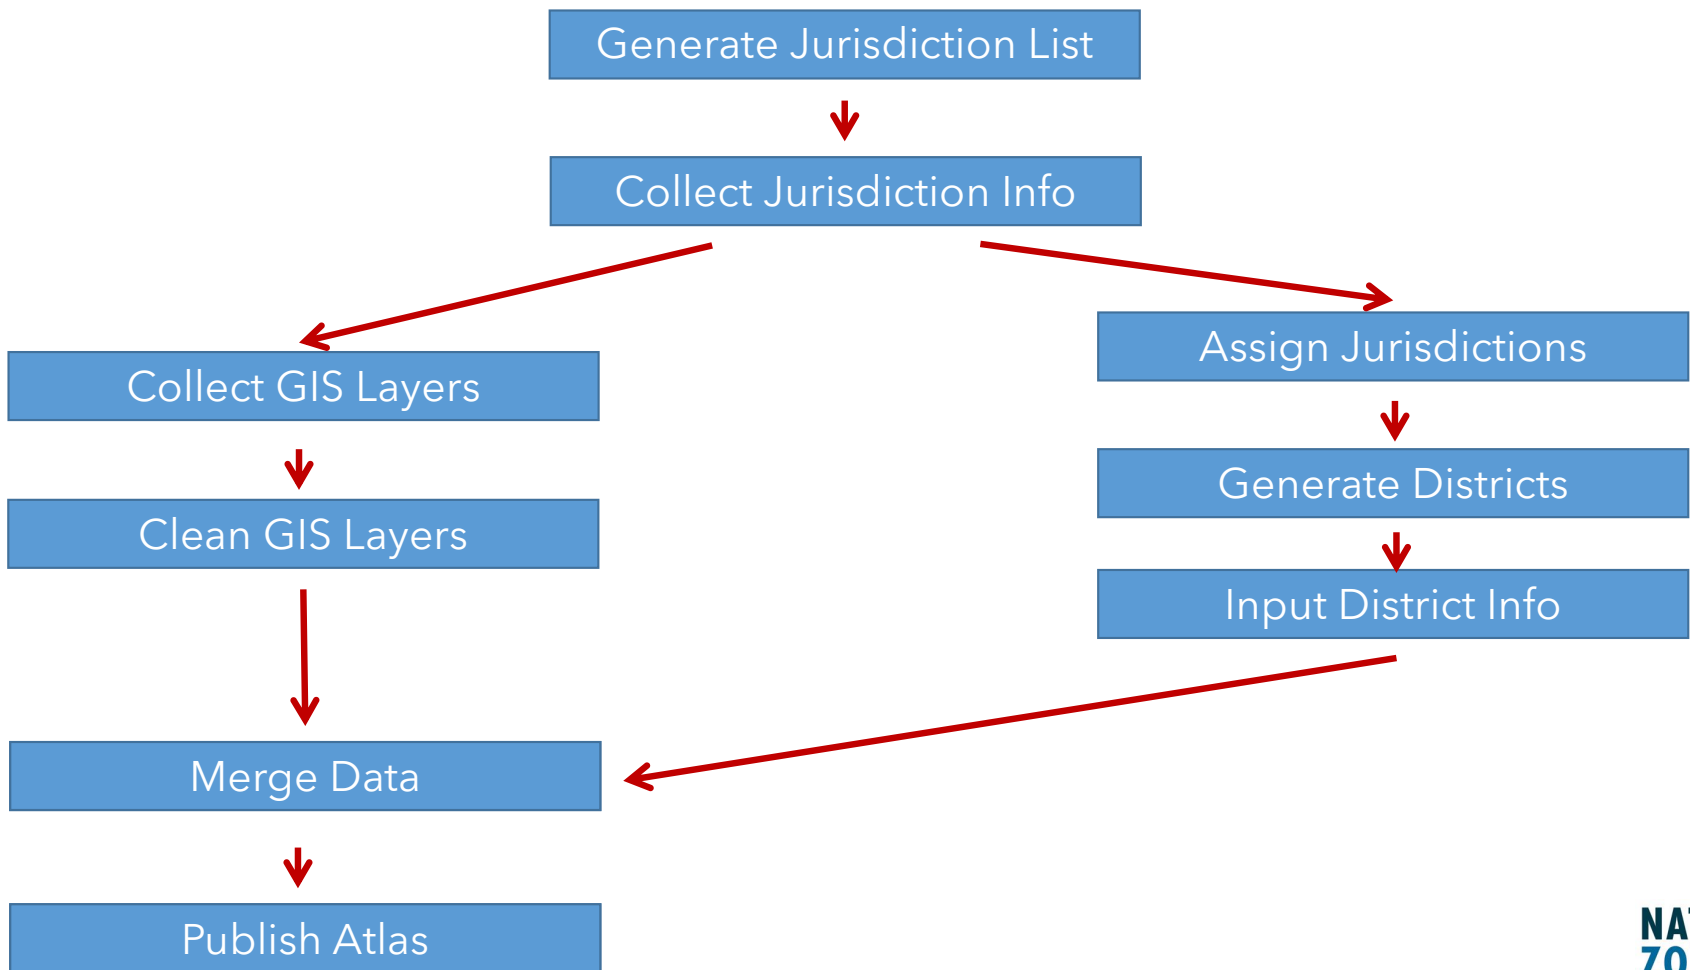 Generate Jurisdiction List
Collect Jurisdiction Info
Collect GIS Layers
Clean GIS Layers
Assign Jurisdictions
Generate Districts
Input District Info
Merge Data
Publish Atlas